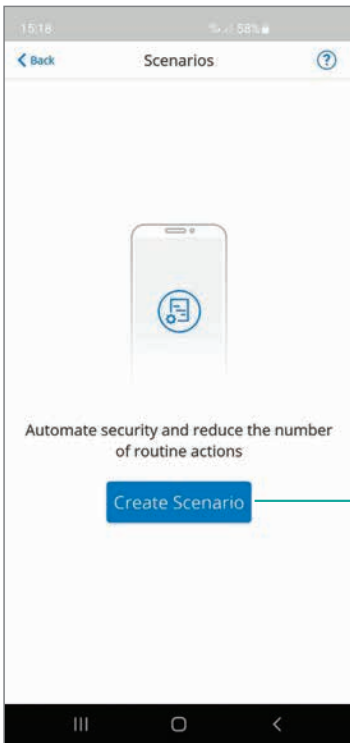 15:18 58%
Back Scenarios ?
Automate security and reduce the number
of routine actions
Create Scenario